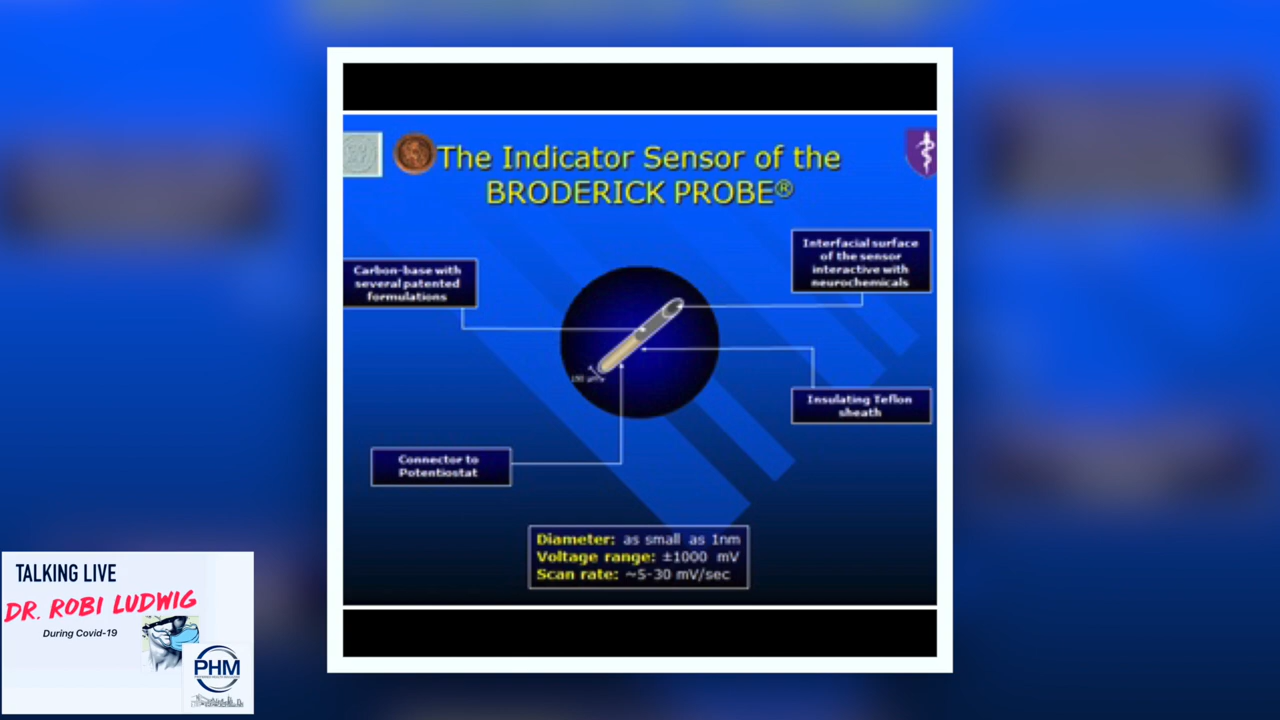 The Indicator Sensor of the
BRODERICK PROBE®
Carbon-base with
several patented
formulations
Interfacial surface
of the sensor
interactive with
neurochemicals
Insulating Teflon
sheath
Connector to
Potentiostat
Diameter: as small as 1nm
Voltage range: ±1000 mV
Scan rate: ~5-30 mV/sec
TALKING LIVE
DR. ROBI LUDWIG
During Covid-19
PHM